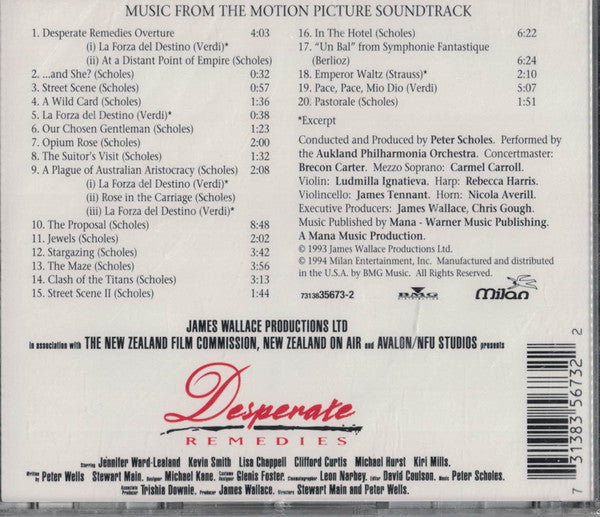 MUSIC FROM THE MOTION PICTURE SOUNDTRACK
1. Desperate Remedies Overture 4:03
(i) La Forza del Destino (Verdi)*
(ii) At a Distant Point of Empire (Scholes)
2. ...and She? (Scholes) 0:32
3. Street Scene (Scholes) 0:57
4. A Wild Card (Scholes) 1:36
5. La Forza del Destino (Verdi)* 0:38
6. Our Chosen Gentleman (Scholes) 1:23
7. Opium Rose (Scholes) 2:00
8. The Suitor's Visit (Scholes) 1:32
9. A Plague of Australian Aristocracy (Scholes) 2:08
(i) La Forza del Destino (Verdi)*
(ii) Rose in the Carriage (Scholes)
(iii) La Forza del Destino (Verdi)*
10. The Proposal (Scholes) 8:48
11. Jewels (Scholes) 2:02
12. Stargazing (Scholes) 3:42
13. The Maze (Scholes) 3:56
14. Clash of the Titans (Scholes) 3:13
15. Street Scene II (Scholes) 1:44
16. In The Hotel (Scholes) 6:22
17. "Un Bal" from Symphonie Fantastique
(Berlioz) 6:24
18. Emperor Waltz (Strauss)* 2:10
19. Pace, Pace, Mio Dio (Verdi) 5:07
20. Pastorale (Scholes) 1:51
*Excerpt
Conducted and Produced by Peter Scholes. Performed by
the Aukland Philharmonia Orchestra. Concertmaster:
Brecon Carter. Mezzo Soprano: Carmel Carroll.
Violin: Ludmilla Ignatieva. Harp: Rebecca Harris.
Violincello: James Tennant. Horn: Nicola Averill.
Executive Producers: James Wallace, Chris Gough.
Music Published by Mana - Warner Music Publishing.
A Mana Music Production.
© 1993 James Wallace Productions Ltd.
℗ 1994 Milan Entertainment, Inc. Manufactured and distributed
in the U.S.A. by BMG Music. All Rights Reserved.
7313835673-2 BMG milan
JAMES WALLACE PRODUCTIONS LTD
in association with THE NEW ZEALAND FILM COMMISSION, NEW ZEALAND ON AIR and AVALON/NFU STUDIOS presents
Desperate
REMEDIES
Starring Jennifer Ward-Lealand Kevin Smith Lisa Chappell Clifford Curtis Michael Hurst Kiri Mills.
Written by Peter Wells Stewart Main. Designer Michael Kane. Costume Designer Glenis Foster. Cinematographer Leon Narbey. Editor David Coulson. Music Peter Scholes.
Associate Producer Trishia Downie. Producer James Wallace. Directors Stewart Main and Peter Wells.
7 31383 56732 2